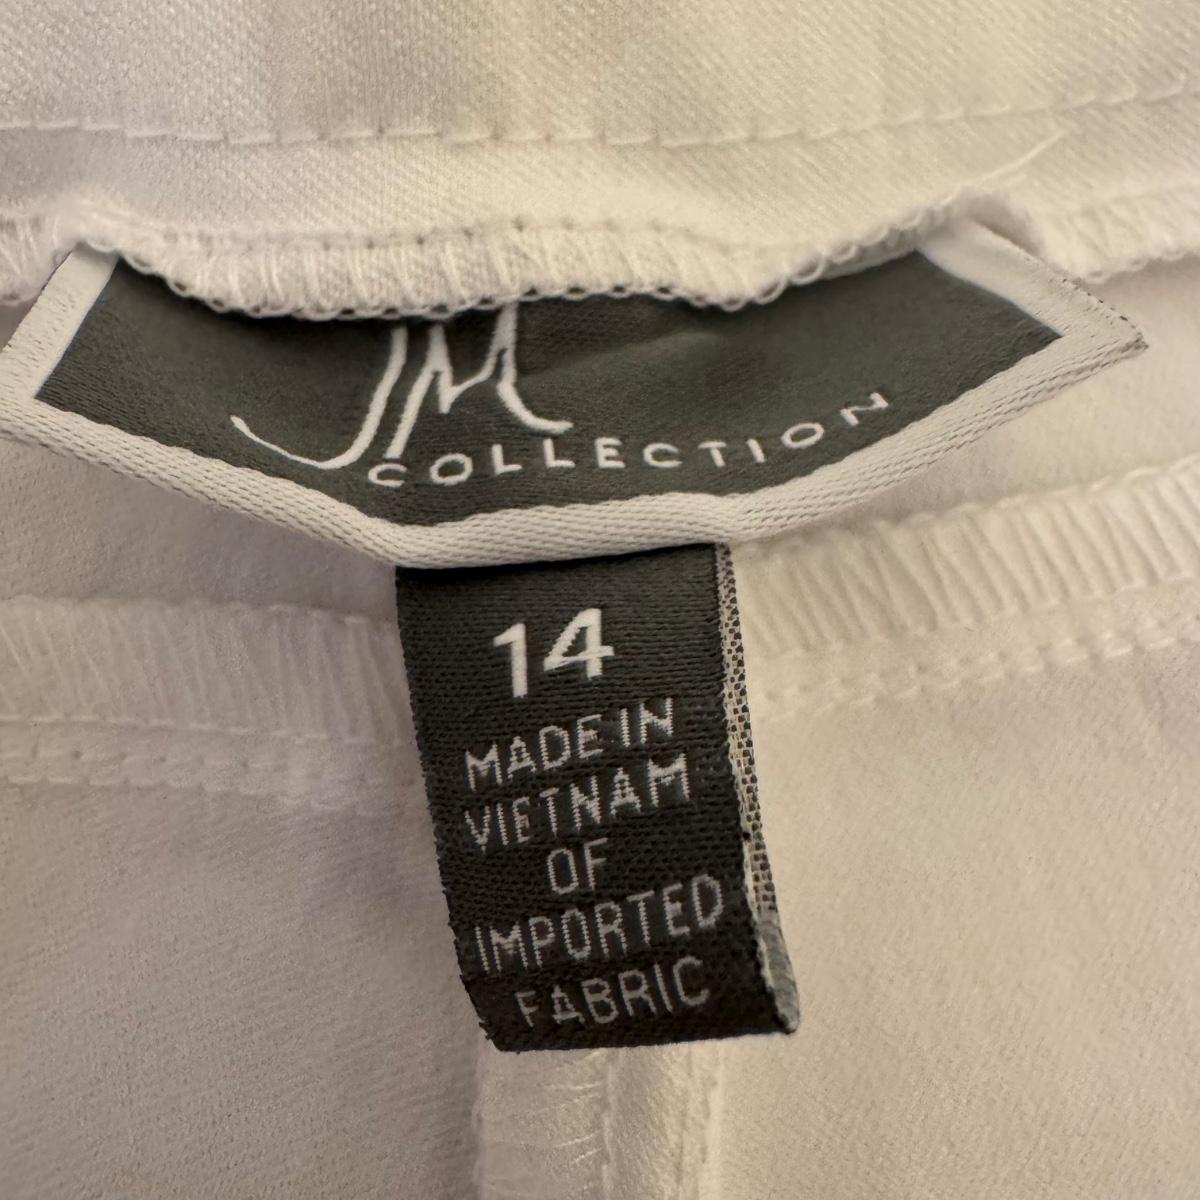 JM
COLLECTION
14
MADE IN
VIETNAM
OF
IMPORTED
FABRIC